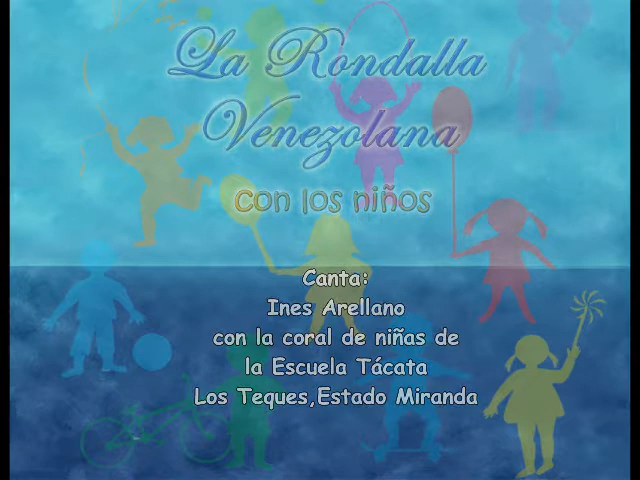 La Rondalla
Venezolana
con los niños
Canta:
Ines Arellano
con la coral de niñas de
la Escuela Tácata
Los Teques,Estado Miranda